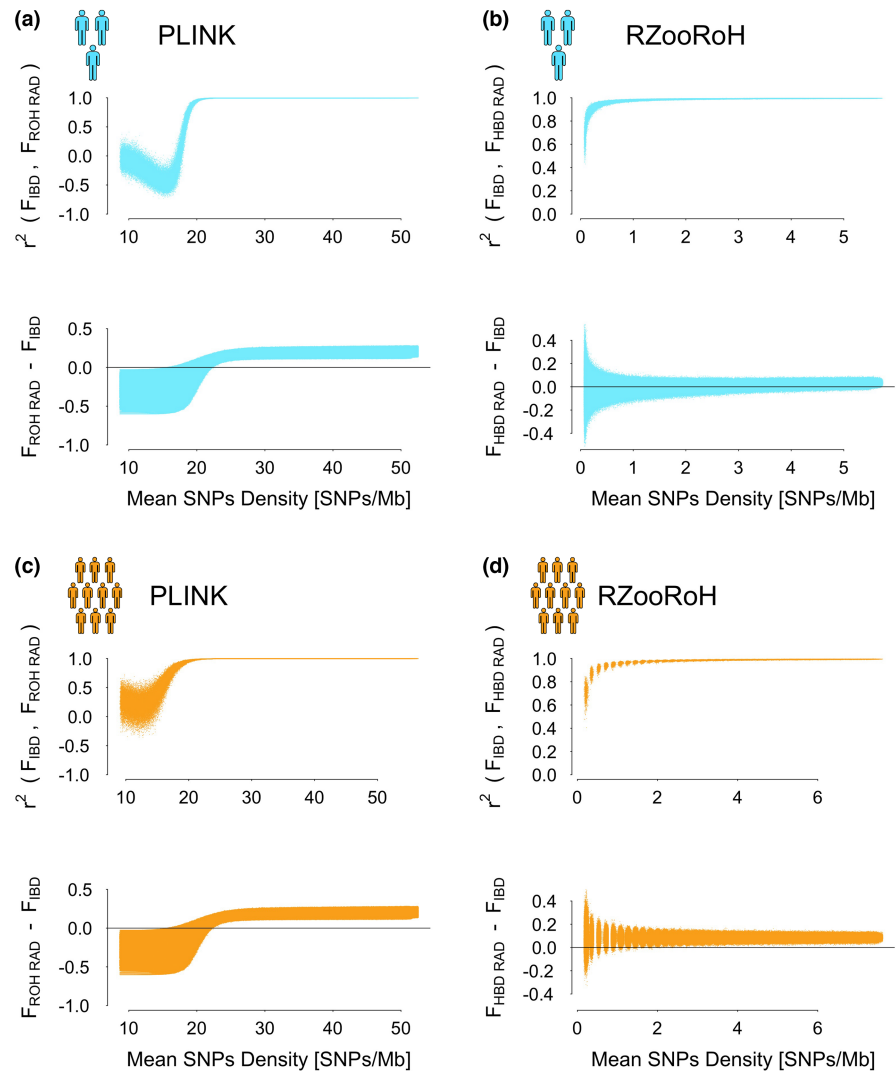 (a) PLINK
r² ( F_IBD , F_ROH RAD )
1.0
0.5
0.0
-0.5
-1.0
10 20 30 40 50
F_ROH RAD - F_IBD
0.5
0.0
-0.5
-1.0
10 20 30 40 50
Mean SNPs Density [SNPs/Mb]
(b) RZooRoH
r² ( F_IBD , F_HBD RAD )
1.0
0.8
0.6
0.4
0.2
0.0
0 1 2 3 4 5
F_HBD RAD - F_IBD
0.4
0.2
0.0
-0.2
-0.4
0 1 2 3 4 5
Mean SNPs Density [SNPs/Mb]
(c) PLINK
r² ( F_IBD , F_ROH RAD )
1.0
0.5
0.0
-0.5
-1.0
10 20 30 40 50
F_ROH RAD - F_IBD
0.5
0.0
-0.5
-1.0
10 20 30 40 50
Mean SNPs Density [SNPs/Mb]
(d) RZooRoH
r² ( F_IBD , F_HBD RAD )
1.0
0.8
0.6
0.4
0.2
0.0
0 2 4 6
F_HBD RAD - F_IBD
0.4
0.2
0.0
-0.2
-0.4
0 2 4 6
Mean SNPs Density [SNPs/Mb]